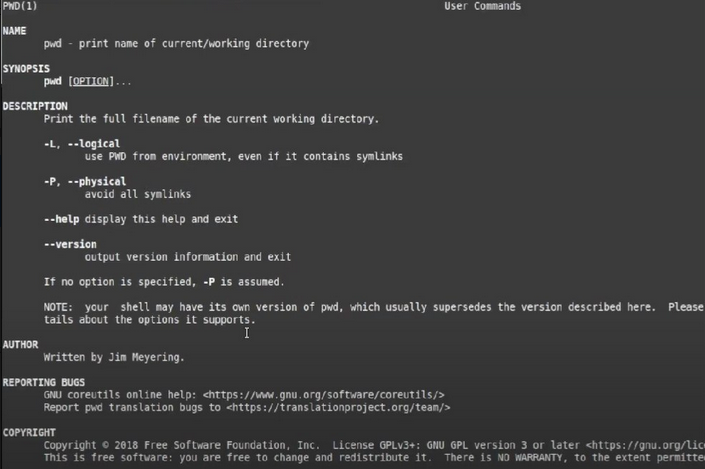 PWD(1) User Commands
NAME
pwd - print name of current/working directory
SYNOPSIS
pwd [OPTION]...
DESCRIPTION
Print the full filename of the current working directory.
-L, --logical
use PWD from environment, even if it contains symlinks
-P, --physical
avoid all symlinks
--help display this help and exit
--version
output version information and exit
If no option is specified, -P is assumed.
NOTE: your shell may have its own version of pwd, which usually supersedes the version described here. Please
tails about the options it supports.
AUTHOR
Written by Jim Meyering.
REPORTING BUGS
GNU coreutils online help: <https://www.gnu.org/software/coreutils/>
Report pwd translation bugs to <https://translationproject.org/team/>
COPYRIGHT
Copyright © 2018 Free Software Foundation, Inc. License GPLv3+: GNU GPL version 3 or later <https://gnu.org/lic
This is free software: you are free to change and redistribute it. There is NO WARRANTY, to the extent permitte